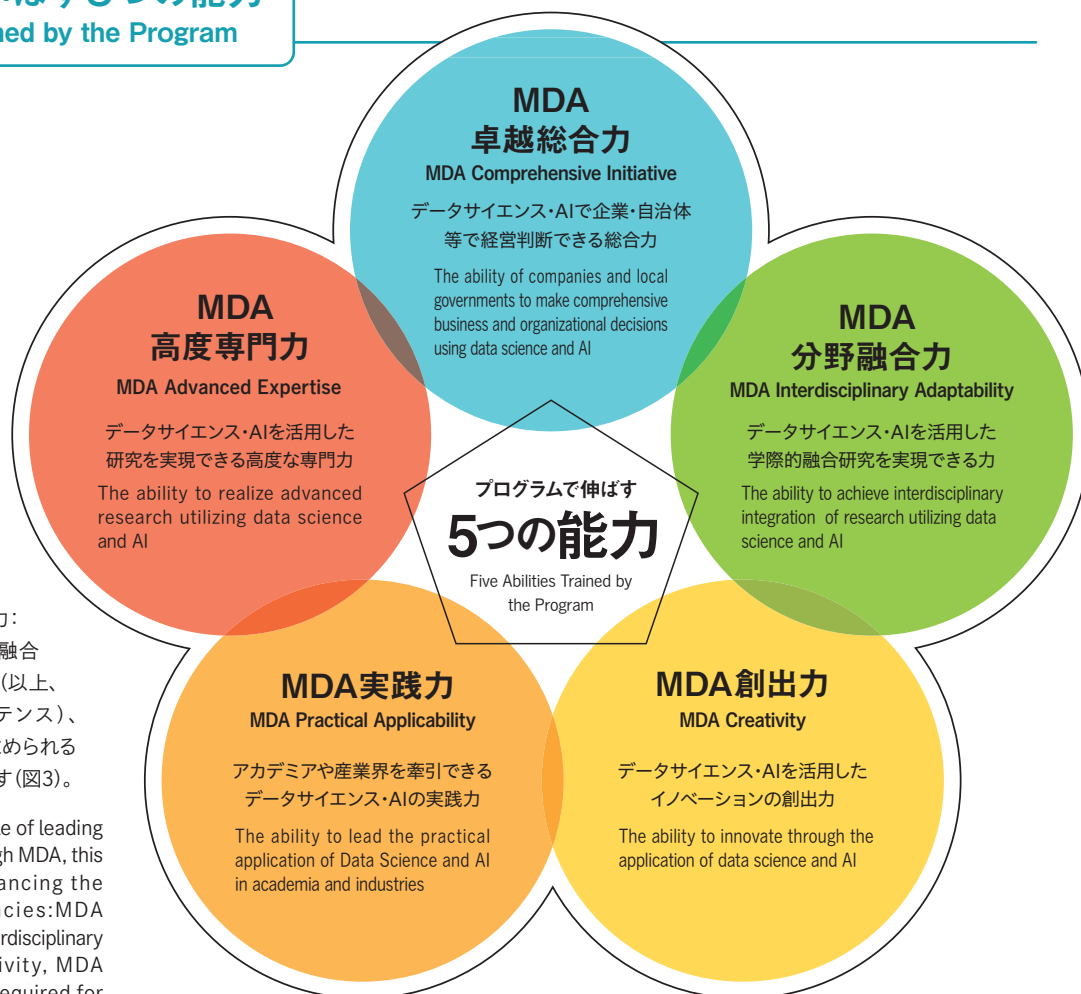 ばす5つの能力
ned by the Program
MDA
卓越総合力
MDA Comprehensive Initiative
データサイエンス・AIで企業・自治体
等で経営判断できる総合力
The ability of companies and local
governments to make comprehensive
business and organizational decisions
using data science and AI
MDA
高度専門力
MDA Advanced Expertise
データサイエンス・AIを活用した
研究を実現できる高度な専門力
The ability to realize advanced
research utilizing data science
and AI
MDA
分野融合力
MDA Interdisciplinary Adaptability
データサイエンス・AIを活用した
学際的融合研究を実現できる力
The ability to achieve interdisciplinary
integration of research utilizing data
science and AI
プログラムで伸ばす
5つの能力
Five Abilities Trained by
the Program
MDA実践力
MDA Practical Applicability
アカデミアや産業界を牽引できる
データサイエンス・AIの実践力
The ability to lead the practical
application of Data Science and AI
in academia and industries
MDA創出力
MDA Creativity
データサイエンス・AIを活用した
イノベーションの創出力
The ability to innovate through the
application of data science and AI
力：
融合
（以上、
テンス）、
められる
す（図3）。
le of leading
gh MDA, this
ancing the
ncies:MDA
rdisciplinary
ivity, MDA
equired for